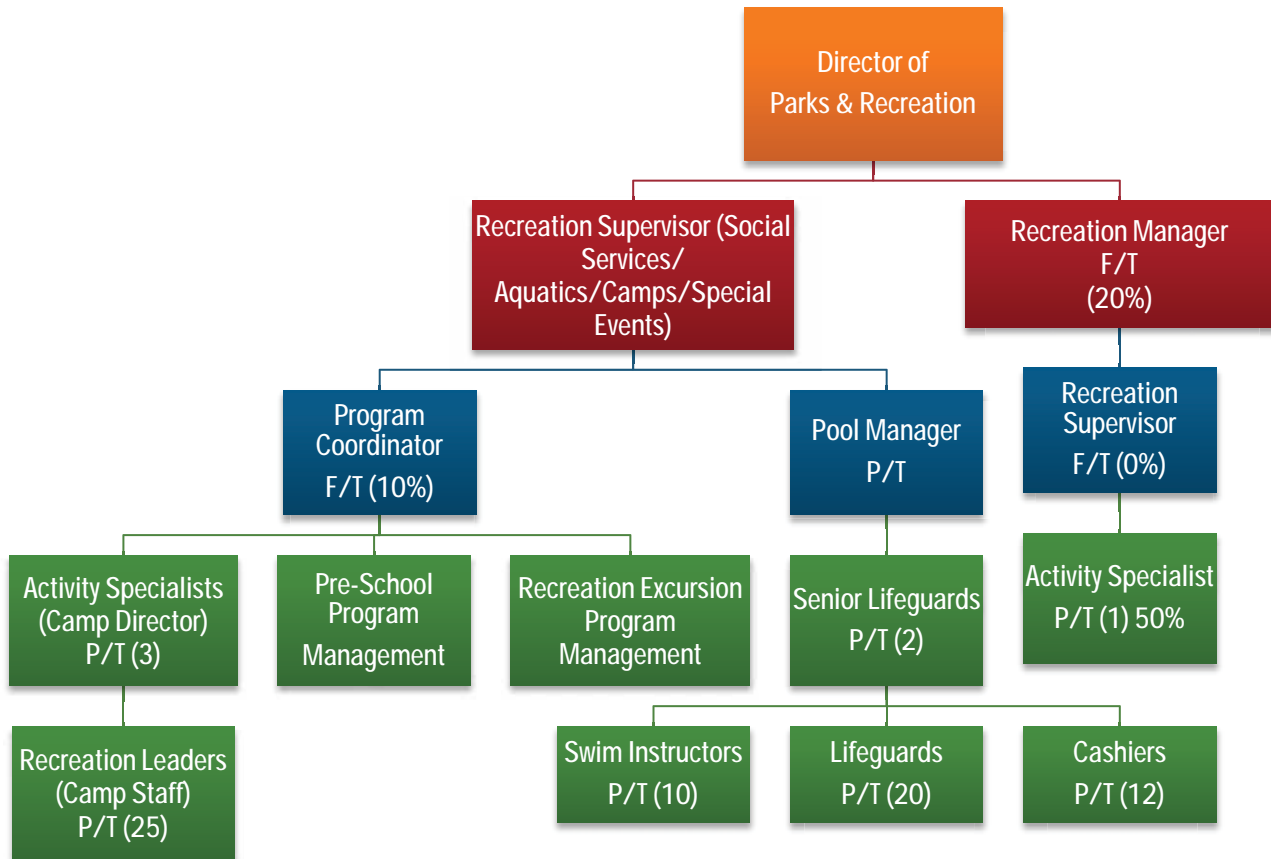 Director of
Parks & Recreation
Recreation Supervisor (Social
Services/
Aquatics/Camps/Special
Events)
Recreation Manager
F/T
(20%)
Program
Coordinator
F/T (10%)
Pool Manager
P/T
Recreation
Supervisor
F/T (0%)
Activity Specialists
(Camp Director)
P/T (3)
Pre-School
Program
Management
Recreation Excursion
Program
Management
Senior Lifeguards
P/T (2)
Activity Specialist
P/T (1) 50%
Recreation Leaders
(Camp Staff)
P/T (25)
Swim Instructors
P/T (10)
Lifeguards
P/T (20)
Cashiers
P/T (12)